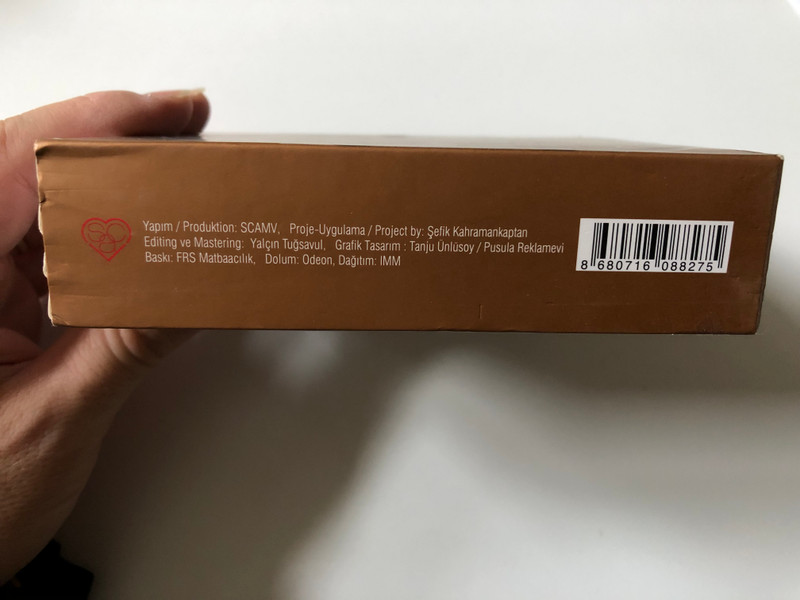 Yapım / Produktion: SCAMV, Proje-Uygulama / Project by: Şefik Kahramankaptan
Editing ve Mastering: Yalçın Tuğsavul, Grafik Tasarım : Tanju Ünlüsoy / Pusula Reklamevi
Baskı: FRS Matbaacılık, Dolum: Odeon, Dağıtım: IMM
8 680716 088275